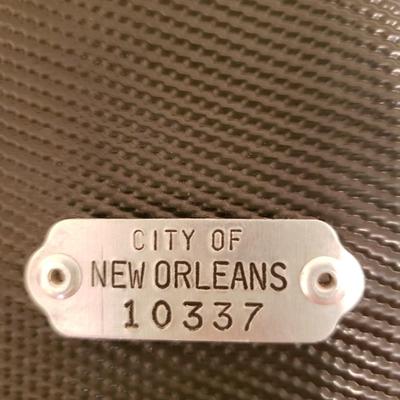 CITY OF
NEW ORLEANS
10337